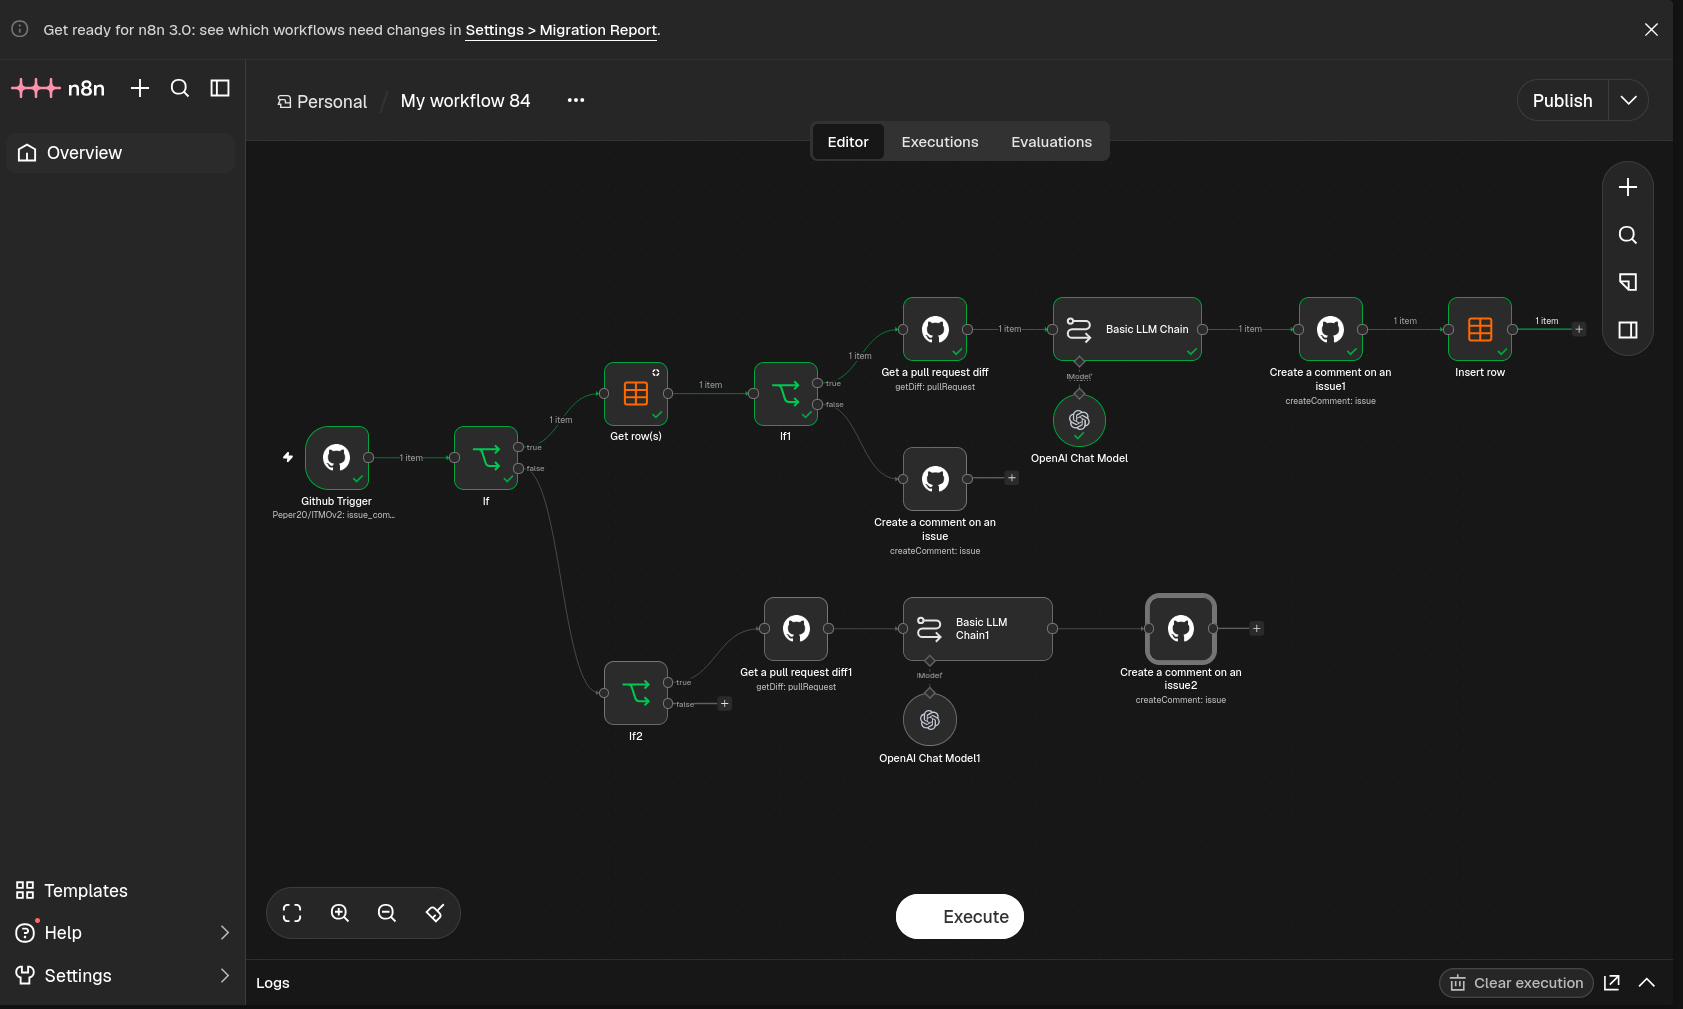 Get ready for n8n 3.0: see which workflows need changes in Settings > Migration Report.
n8n
Personal / My workflow 84
Publish
Overview
Editor
Executions
Evaluations
1 item
1 item
Basic LLM Chain
1 item
1 item
1 item
1 item
Get a pull request diff
getDiff: pullRequest
Model*
Create a comment on an
issue1
createComment: issue
Insert row
1 item
true
false
Get row(s)
If1
1 item
OpenAI Chat Model
1 item
true
false
Github Trigger
Peper20/ITMOv2: issue_com...
If
Create a comment on an
issue
createComment: issue
Basic LLM
Chain1
Get a pull request diff1
getDiff: pullRequest
Model*
Create a comment on an
issue2
createComment: issue
true
false
If2
OpenAI Chat Model1
Templates
Help
Settings
Execute
Logs
Clear execution